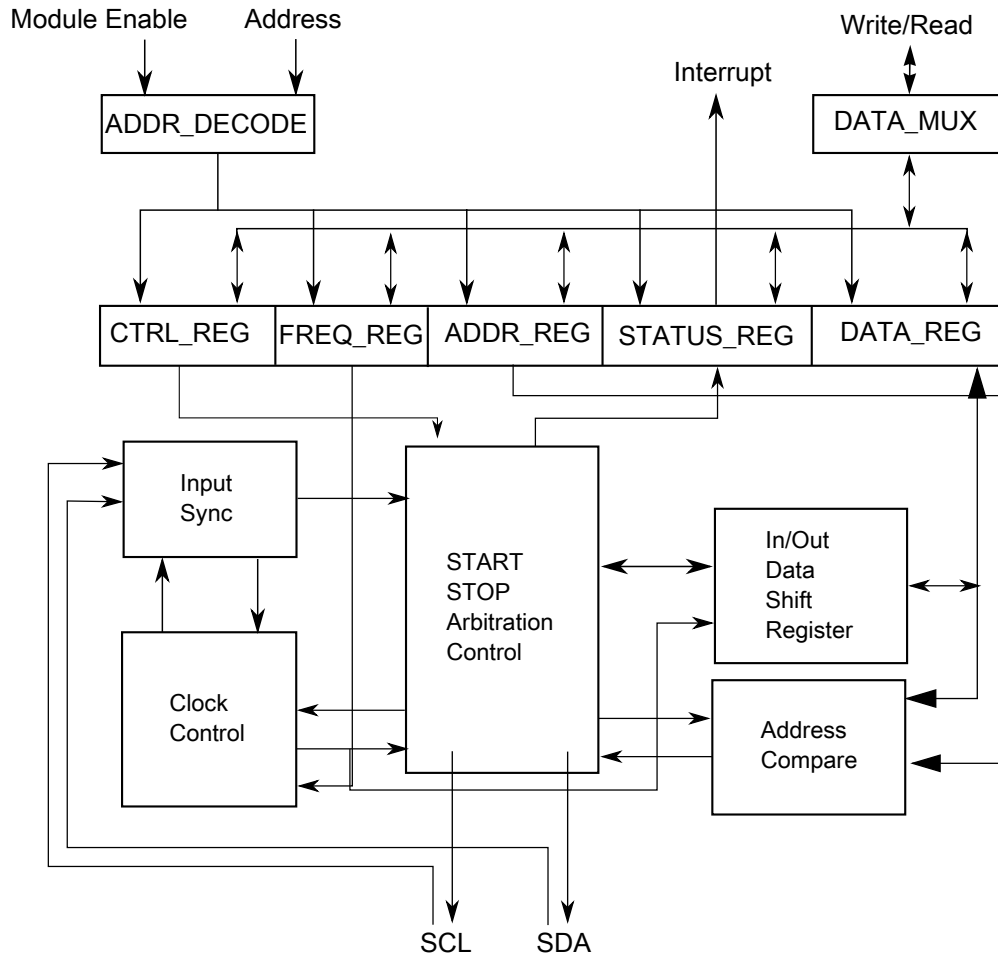 Module Enable
Address
Write/Read
Interrupt
ADDR_DECODE
DATA_MUX
CTRL_REG
FREQ_REG
ADDR_REG
STATUS_REG
DATA_REG
Input
Sync
START
STOP
Arbitration
Control
In/Out
Data
Shift
Register
Clock
Control
Address
Compare
SCL
SDA